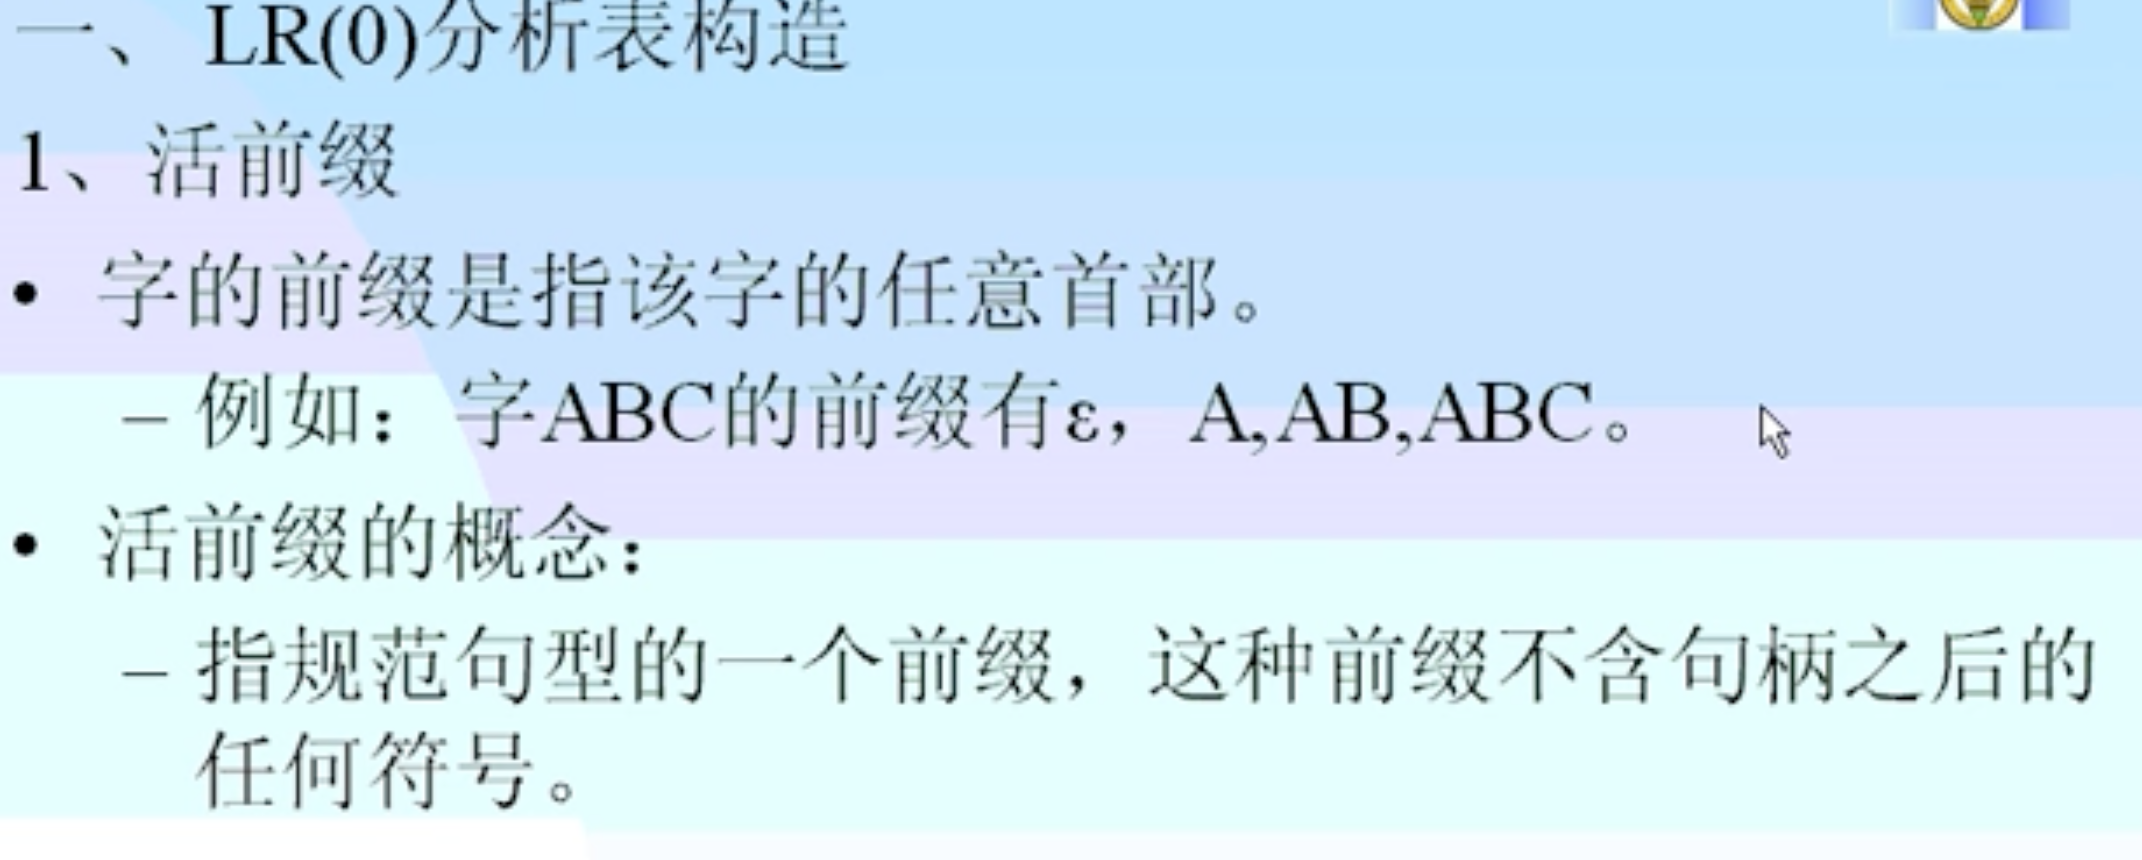 一、 LR(0)分析表构造
1、活前缀
• 字的前缀是指该字的任意首部。
– 例如： 字ABC的前缀有ε， A,AB,ABC。
• 活前缀的概念：
– 指规范句型的一个前缀，这种前缀不含句柄之后的
任何符号。